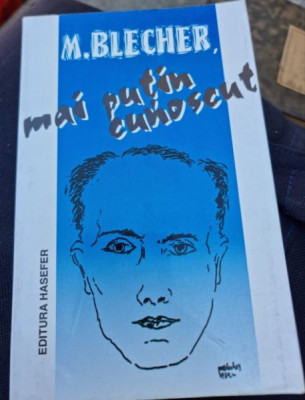 M. BLECHER,
mai puțin
cunoscut
EDITURA HASEFER